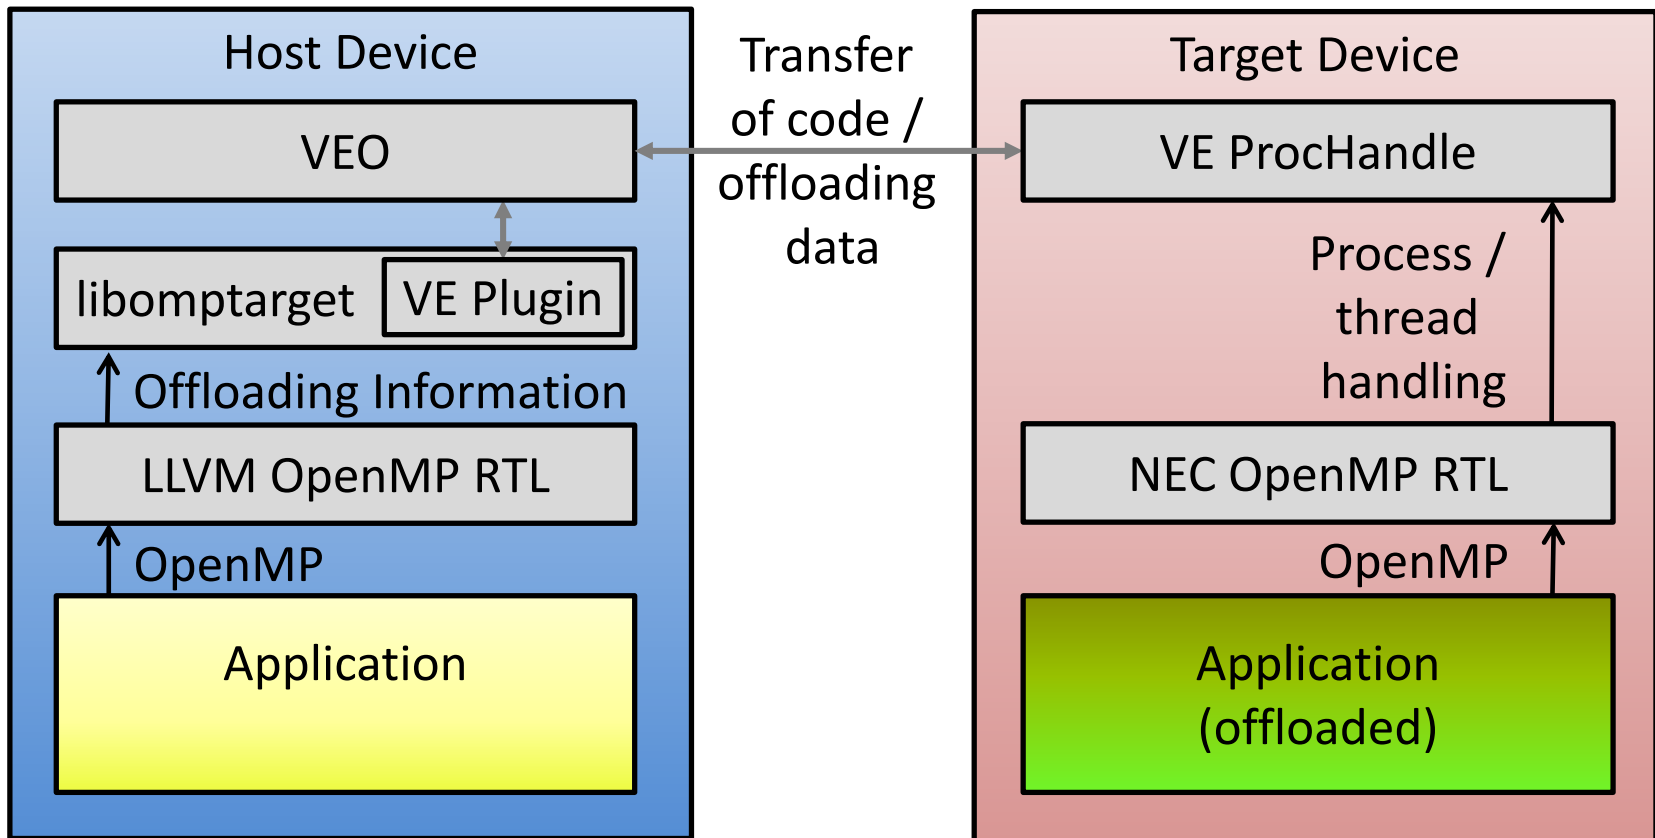 Host Device
VEO
libomptarget
VE Plugin
Offloading Information
LLVM OpenMP RTL
OpenMP
Application
Transfer
of code /
offloading
data
Target Device
VE ProcHandle
Process /
thread
handling
NEC OpenMP RTL
OpenMP
Application
(offloaded)